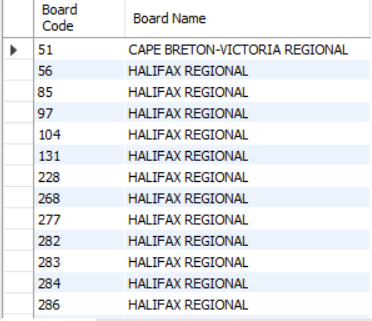 Board Code Board Name
51 CAPE BRETON-VICTORIA REGIONAL
56 HALIFAX REGIONAL
85 HALIFAX REGIONAL
97 HALIFAX REGIONAL
104 HALIFAX REGIONAL
131 HALIFAX REGIONAL
228 HALIFAX REGIONAL
268 HALIFAX REGIONAL
277 HALIFAX REGIONAL
282 HALIFAX REGIONAL
283 HALIFAX REGIONAL
284 HALIFAX REGIONAL
286 HALIFAX REGIONAL